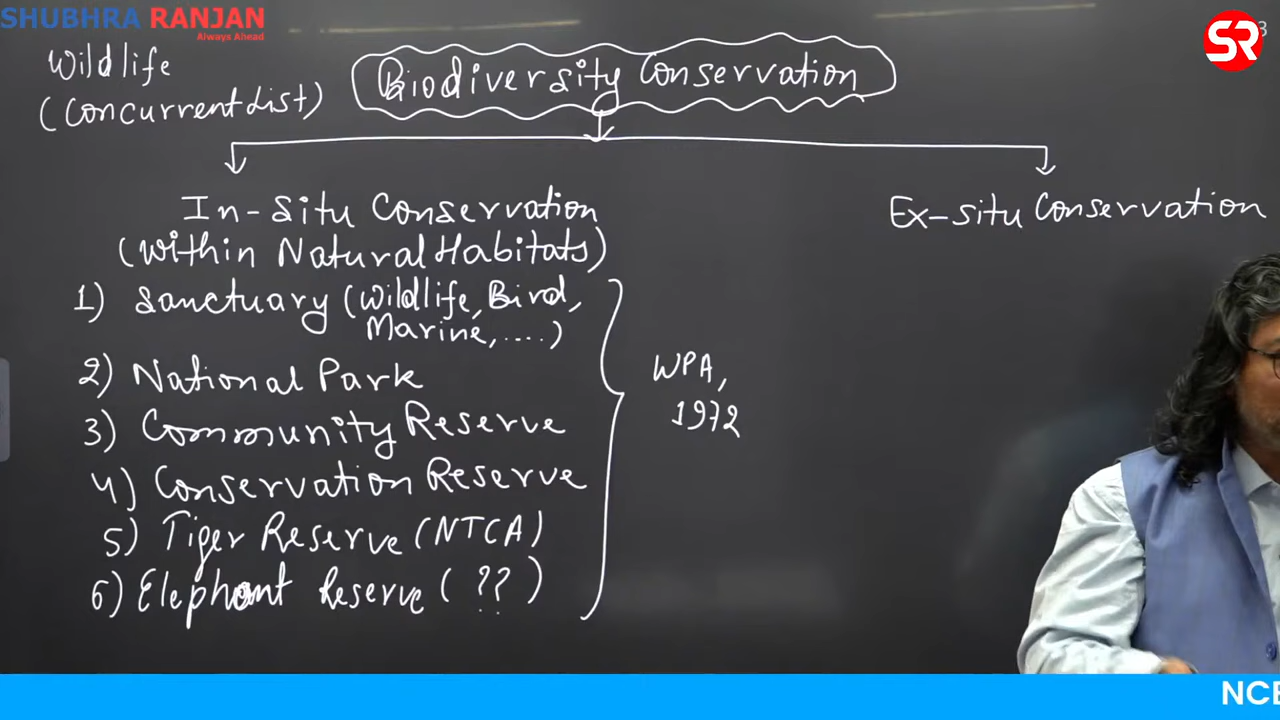 SHUBHRA RANJAN
Always Ahead
SR
3
Wildlife
(Concurrent List)
Biodiversity Conservation
In-Situ Conservation
(Within Natural Habitats)
Ex-situ Conservation
1) Sanctuary (Wildlife, Bird,
Marine, ....)
2) National Park
3) Community Reserve
4) Conservation Reserve
5) Tiger Reserve (NTCA)
6) Elephant Reserve (??)
WPA,
1972
NCE